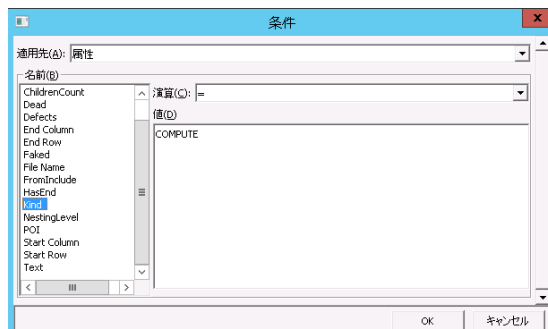 条件
x
適用先(A): 属性
名前(B)
ChildrenCount
Dead
Defects
End Column
End Row
Faked
File Name
FromInclude
HasEnd
Kind
NestingLevel
POI
Start Column
Start Row
Text
演算(C): =
値(D)
COMPUTE
OK キャンセル